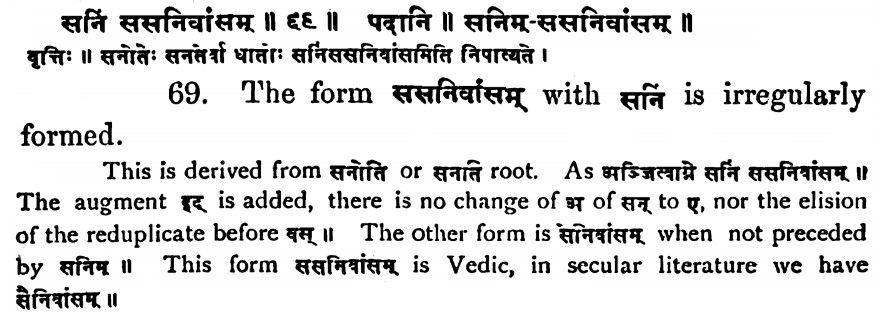 सनिं ससनिवांसम् ॥ ६९ ॥ पदानि ॥ सनिम्-ससनिवांसम् ॥
वृत्तिः ॥ सनोतेः सनतेर्वा धातोः सनिंससनिवांसमिति निपात्यते ।
69. The form ससनिवांसम् with सनिं is irregularly
formed.
This is derived from सनोति or सनति root. As अञ्जित्वाग्ने सनिं ससनिवांसम् ॥
The augment इट् is added, there is no change of अ of सन् to ए, nor the elision
of the reduplicate before वस् ॥ The other form is सेनिवांसम् when not preceded
by सनिम् ॥ This form ससनिवांसम् is Vedic, in secular literature we have
सैनिवांसम् ॥